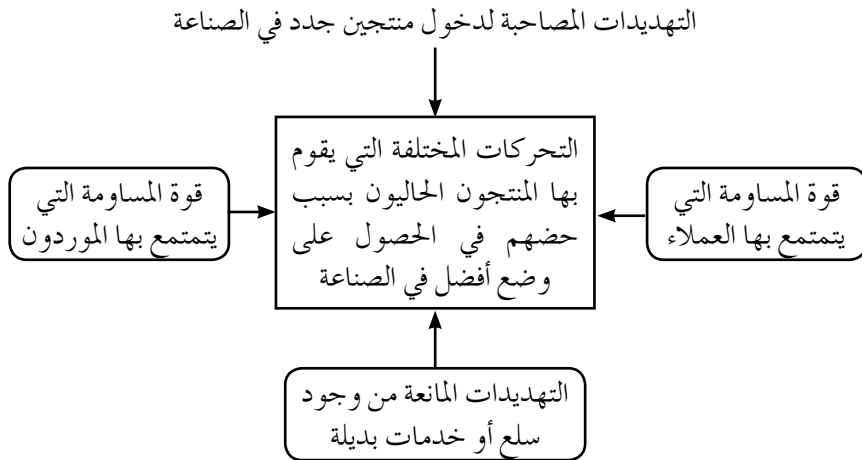 التهديدات المصاحبة لدخول منتجين جدد في الصناعة
التحركات المختلفة التي يقوم
بها المنتجون الحاليون بسبب
حضهم في الحصول على
وضع أفضل في الصناعة
قوة المساومة التي
يتمتمع بها العملاء
قوة المساومة التي
يتمتمع بها الموردون
التهديدات المانعة من وجود
سلع أو خدمات بديلة